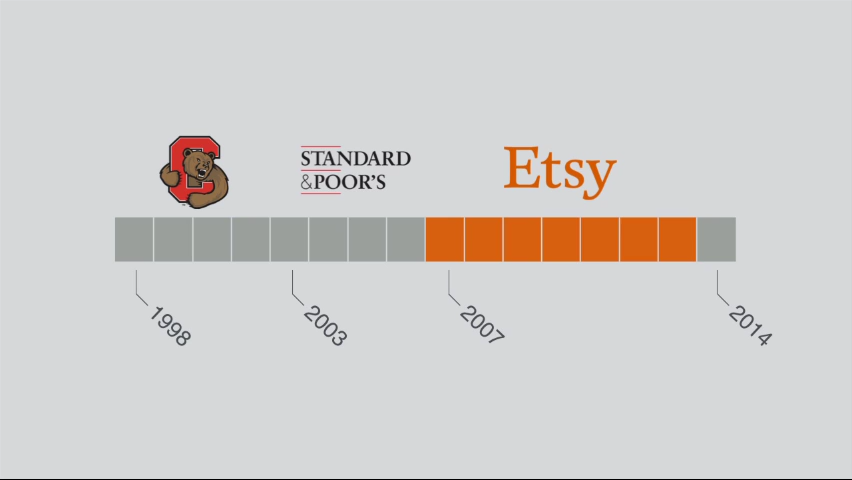 C
STANDARD
&POOR'S
Etsy
1998
2003
2007
2014